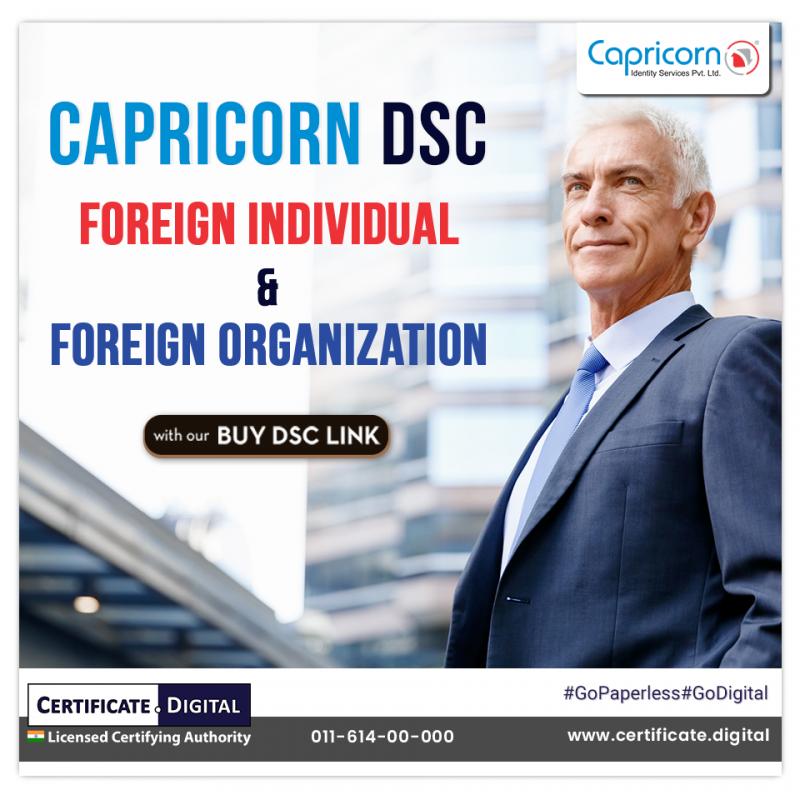 Capricorn
Identity Services Pvt. Ltd.
CAPRICORN DSC
FOREIGN INDIVIDUAL
&
FOREIGN ORGANIZATION
with our BUY DSC LINK
#GoPaperless#GoDigital
CERTIFICATE.DIGITAL
Licensed Certifying Authority
011-614-00-000
www.certificate.digital